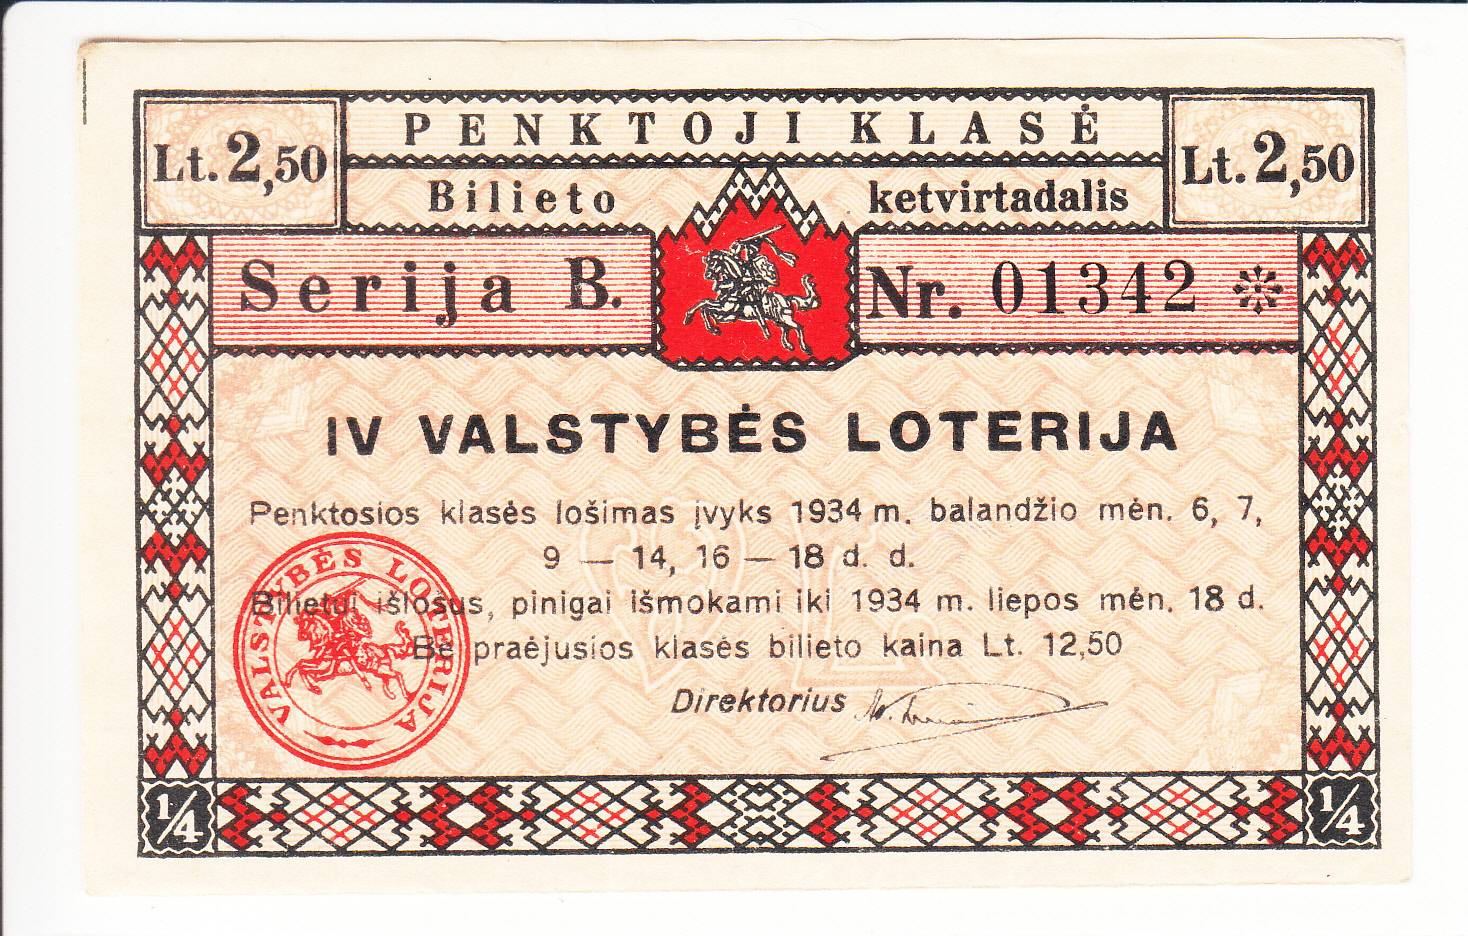 PENKTOJI KLASĖ
Lt. 2,50
Lt. 2,50
Bilieto ketvirtadalis
Serija B. Nr. 01342
IV VALSTYBĖS LOTERIJA
Penktosios klasės lošimas įvyks 1934 m. balandžio mėn. 6, 7,
9 — 14, 16 — 18 d. d.
Bilietui išlošus, pinigai išmokami iki 1934 m. liepos mėn. 18 d.
Be praėjusios klasės bilieto kaina Lt. 12,50
Direktorius
VALSTYBĖS LOTERIJA
1/4
1/4